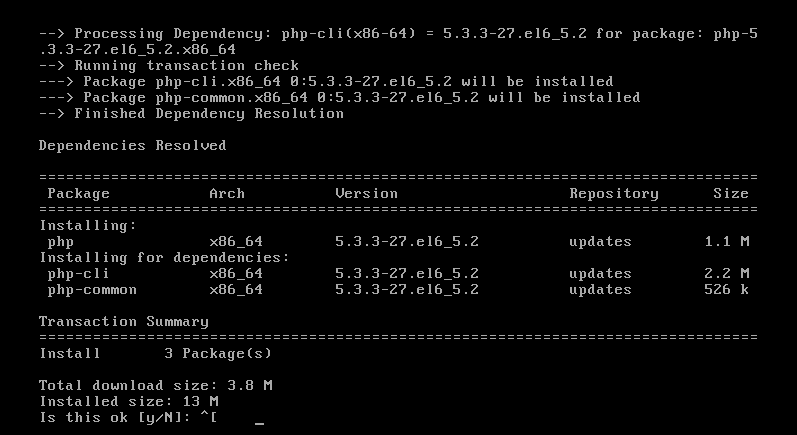 --> Processing Dependency: php-cli(x86-64) = 5.3.3-27.el6_5.2 for package: php-5
.3.3-27.el6_5.2.x86_64
--> Running transaction check
---> Package php-cli.x86_64 0:5.3.3-27.el6_5.2 will be installed
---> Package php-common.x86_64 0:5.3.3-27.el6_5.2 will be installed
--> Finished Dependency Resolution

Dependencies Resolved

================================================================================
 Package           Arch           Version                   Repository      Size
================================================================================
Installing:
 php               x86_64         5.3.3-27.el6_5.2          updates        1.1 M
Installing for dependencies:
 php-cli           x86_64         5.3.3-27.el6_5.2          updates        2.2 M
 php-common        x86_64         5.3.3-27.el6_5.2          updates        526 k

Transaction Summary
================================================================================
Install       3 Package(s)

Total download size: 3.8 M
Installed size: 13 M
Is this ok [y/N]: ^[    _